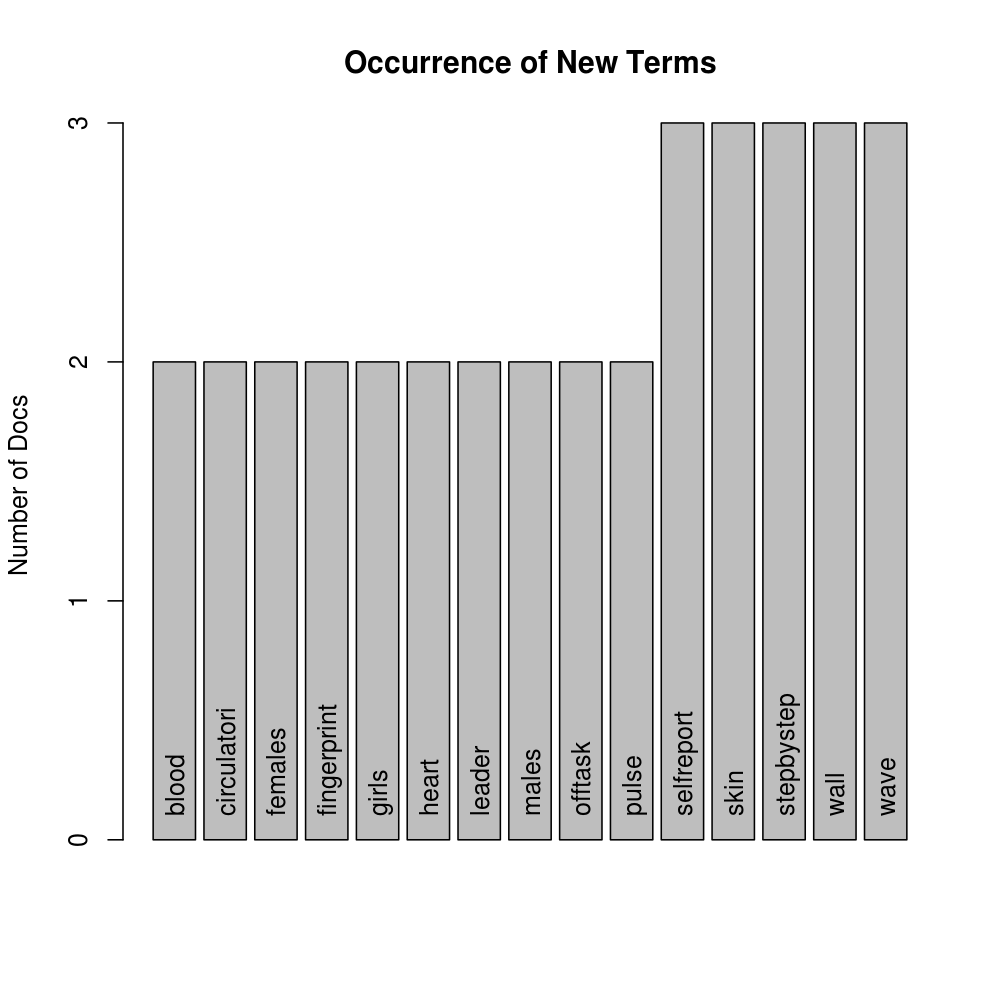 Occurrence of New Terms
Number of Docs
3
2
1
0
blood
circulatori
females
fingerprint
girls
heart
leader
males
offtask
pulse
selfreport
skin
stepbystep
wall
wave